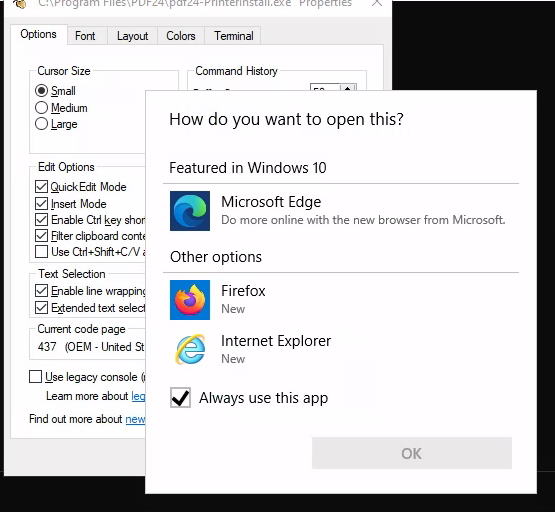 C:\Program Files\PDF24\pdf24-PrinterInstall.exe Properties
Options Font Layout Colors Terminal
Cursor Size
Small
Medium
Large
Command History
50
Edit Options
QuickEdit Mode
Insert Mode
Enable Ctrl key shor
Filter clipboard conte
Use Ctrl+Shift+C/V a
Text Selection
Enable line wrapping
Extended text select
Current code page
437 (OEM - United St
Use legacy console (r
Learn more about leg
Find out more about new
How do you want to open this?
Featured in Windows 10
Microsoft Edge
Do more online with the new browser from Microsoft.
Other options
Firefox
New
Internet Explorer
New
Always use this app
OK